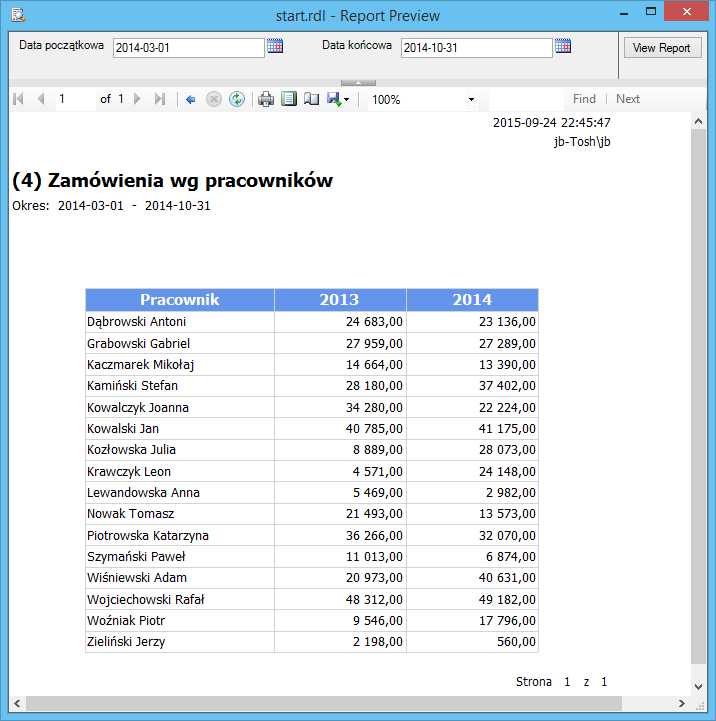 start.rdl - Report Preview
Data początkowa 2014-03-01 Data końcowa 2014-10-31 View Report
1 of 1 100% Find Next
2015-09-24 22:45:47
jb-Tosh\jb
(4) Zamówienia wg pracowników
Okres: 2014-03-01 - 2014-10-31
Pracownik 2013 2014
Dąbrowski Antoni 24 683,00 23 136,00
Grabowski Gabriel 27 959,00 27 289,00
Kaczmarek Mikołaj 14 664,00 13 390,00
Kamiński Stefan 28 180,00 37 402,00
Kowalczyk Joanna 34 280,00 22 224,00
Kowalski Jan 40 785,00 41 175,00
Kozłowska Julia 8 889,00 28 073,00
Krawczyk Leon 4 571,00 24 148,00
Lewandowska Anna 5 469,00 2 982,00
Nowak Tomasz 21 493,00 13 573,00
Piotrowska Katarzyna 36 266,00 32 070,00
Szymański Paweł 11 013,00 6 874,00
Wiśniewski Adam 20 973,00 40 631,00
Wojciechowski Rafał 48 312,00 49 182,00
Woźniak Piotr 9 546,00 17 796,00
Zieliński Jerzy 2 198,00 560,00
Strona 1 z 1